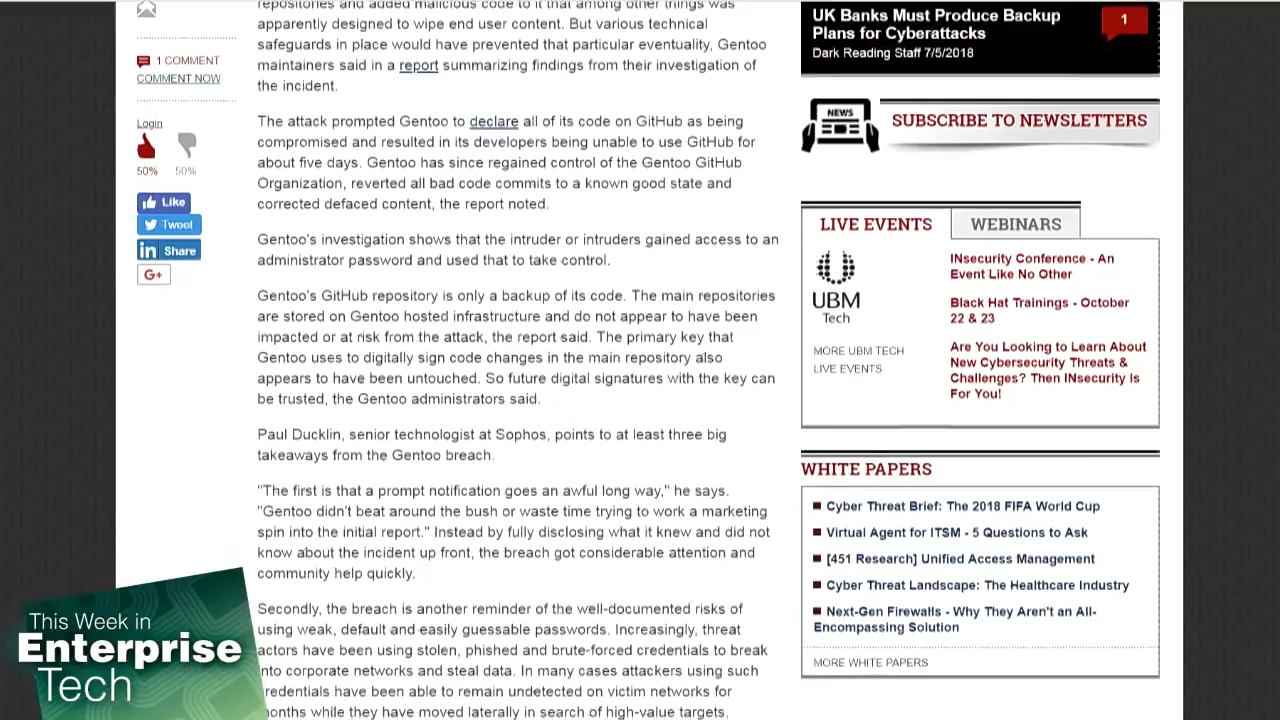 repositories and added malicious code to it that among other things was
apparently designed to wipe end user content. But various technical
safeguards in place would have prevented that particular eventuality, Gentoo
maintainers said in a report summarizing findings from their investigation of
the incident.
1 COMMENT
COMMENT NOW
Login
50% 50%
Like
Tweet
in Share
G+
The attack prompted Gentoo to declare all of its code on GitHub as being
compromised and resulted in its developers being unable to use GitHub for
about five days. Gentoo has since regained control of the Gentoo GitHub
Organization, reverted all bad code commits to a known good state and
corrected defaced content, the report noted.
Gentoo's investigation shows that the intruder or intruders gained access to an
administrator password and used that to take control.
Gentoo's GitHub repository is only a backup of its code. The main repositories
are stored on Gentoo hosted infrastructure and do not appear to have been
impacted or at risk from the attack, the report said. The primary key that
Gentoo uses to digitally sign code changes in the main repository also
appears to have been untouched. So future digital signatures with the key can
be trusted, the Gentoo administrators said.
Paul Ducklin, senior technologist at Sophos, points to at least three big
takeaways from the Gentoo breach.
"The first is that a prompt notification goes an awful long way," he says.
"Gentoo didn't beat around the bush or waste time trying to work a marketing
spin into the initial report." Instead by fully disclosing what it knew and did not
know about the incident up front, the breach got considerable attention and
community help quickly.
Secondly, the breach is another reminder of the well-documented risks of
using weak, default and easily guessable passwords. Increasingly, threat
actors have been using stolen, phished and brute-forced credentials to break
into corporate networks and steal data. In many cases attackers using such
credentials have been able to remain undetected on victim networks for
months while they have moved laterally in search of high-value targets.
UK Banks Must Produce Backup
Plans for Cyberattacks
Dark Reading Staff 7/5/2018
1
NEWS
SUBSCRIBE TO NEWSLETTERS
LIVE EVENTS
WEBINARS
UBM
Tech
MORE UBM TECH
LIVE EVENTS
INsecurity Conference - An
Event Like No Other
Black Hat Trainings - October
22 & 23
Are You Looking to Learn About
New Cybersecurity Threats &
Challenges? Then INsecurity Is
For You!
WHITE PAPERS
Cyber Threat Brief: The 2018 FIFA World Cup
Virtual Agent for ITSM - 5 Questions to Ask
[451 Research] Unified Access Management
Cyber Threat Landscape: The Healthcare Industry
Next-Gen Firewalls - Why They Aren't an All-
Encompassing Solution
MORE WHITE PAPERS
This Week in
Enterprise
Tech